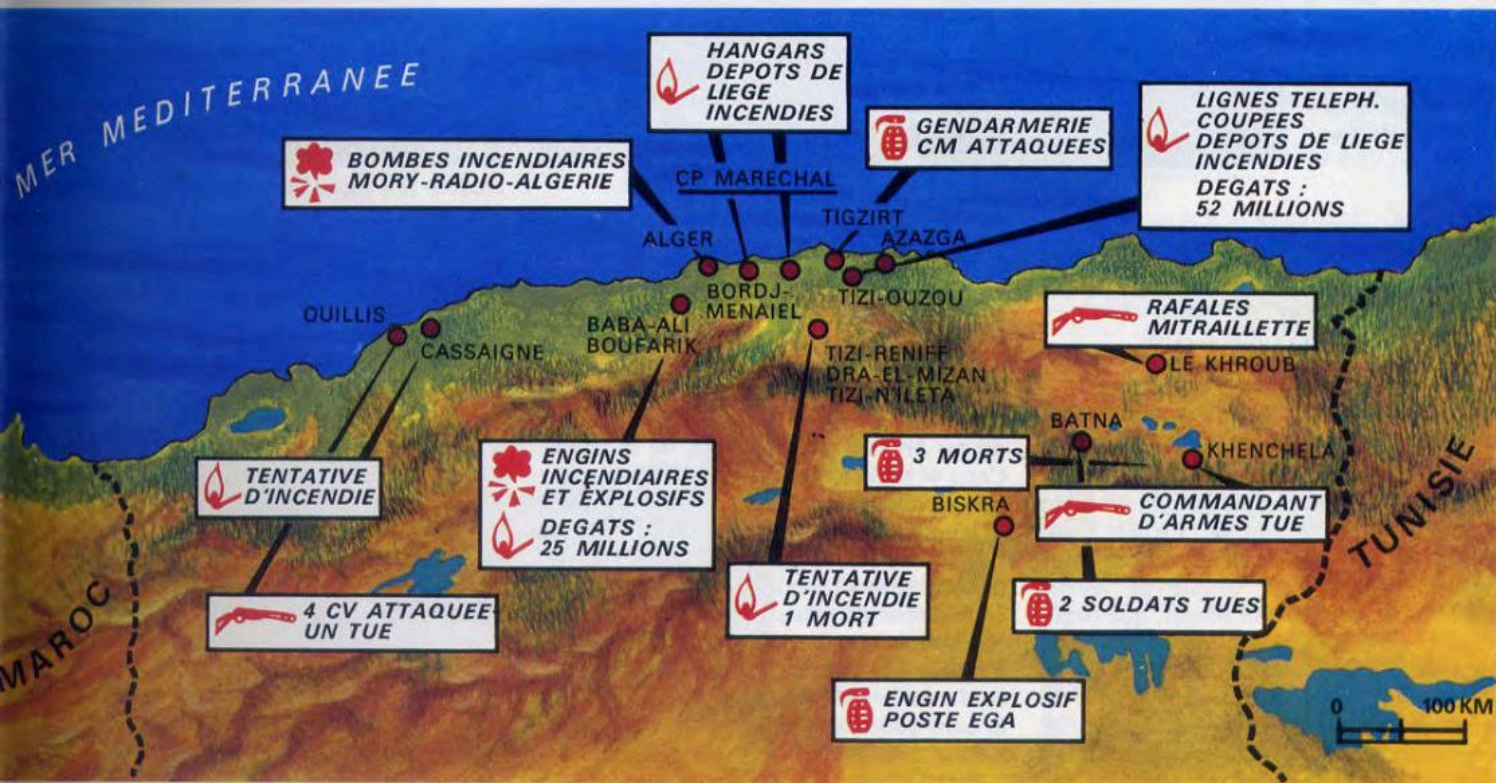 MER MEDITERRANEE
HANGARS
DEPOTS DE
LIEGE
INCENDIES
LIGNES TELEPH.
COUPEES
DEPOTS DE LIEGE
INCENDIES
DEGATS :
52 MILLIONS
GENDARMERIE
CM ATTAQUEES
BOMBES INCENDIAIRES
MORY-RADIO-ALGERIE
CP MARECHAL
TIGZIRT
ALGER
AZAZGA
BORDJ-
MENAIEL
TIZI-OUZOU
OUILLIS
CASSAIGNE
BABA-ALI
BOUFARIK
TIZI-RENIFF
DRA-EL-MIZAN
TIZI-N'ILETA
RAFALES
MITRAILLETTE
LE KHROUB
BATNA
KHENCHELA
3 MORTS
TENTATIVE
D'INCENDIE
ENGINS
INCENDIAIRES
ET EXPLOSIFS
DEGATS :
25 MILLIONS
BISKRA
COMMANDANT
D'ARMES TUE
TUNISIE
MAROC
4 CV ATTAQUEE
UN TUE
TENTATIVE
D'INCENDIE
1 MORT
2 SOLDATS TUES
ENGIN EXPLOSIF
POSTE EGA
0 100 KM